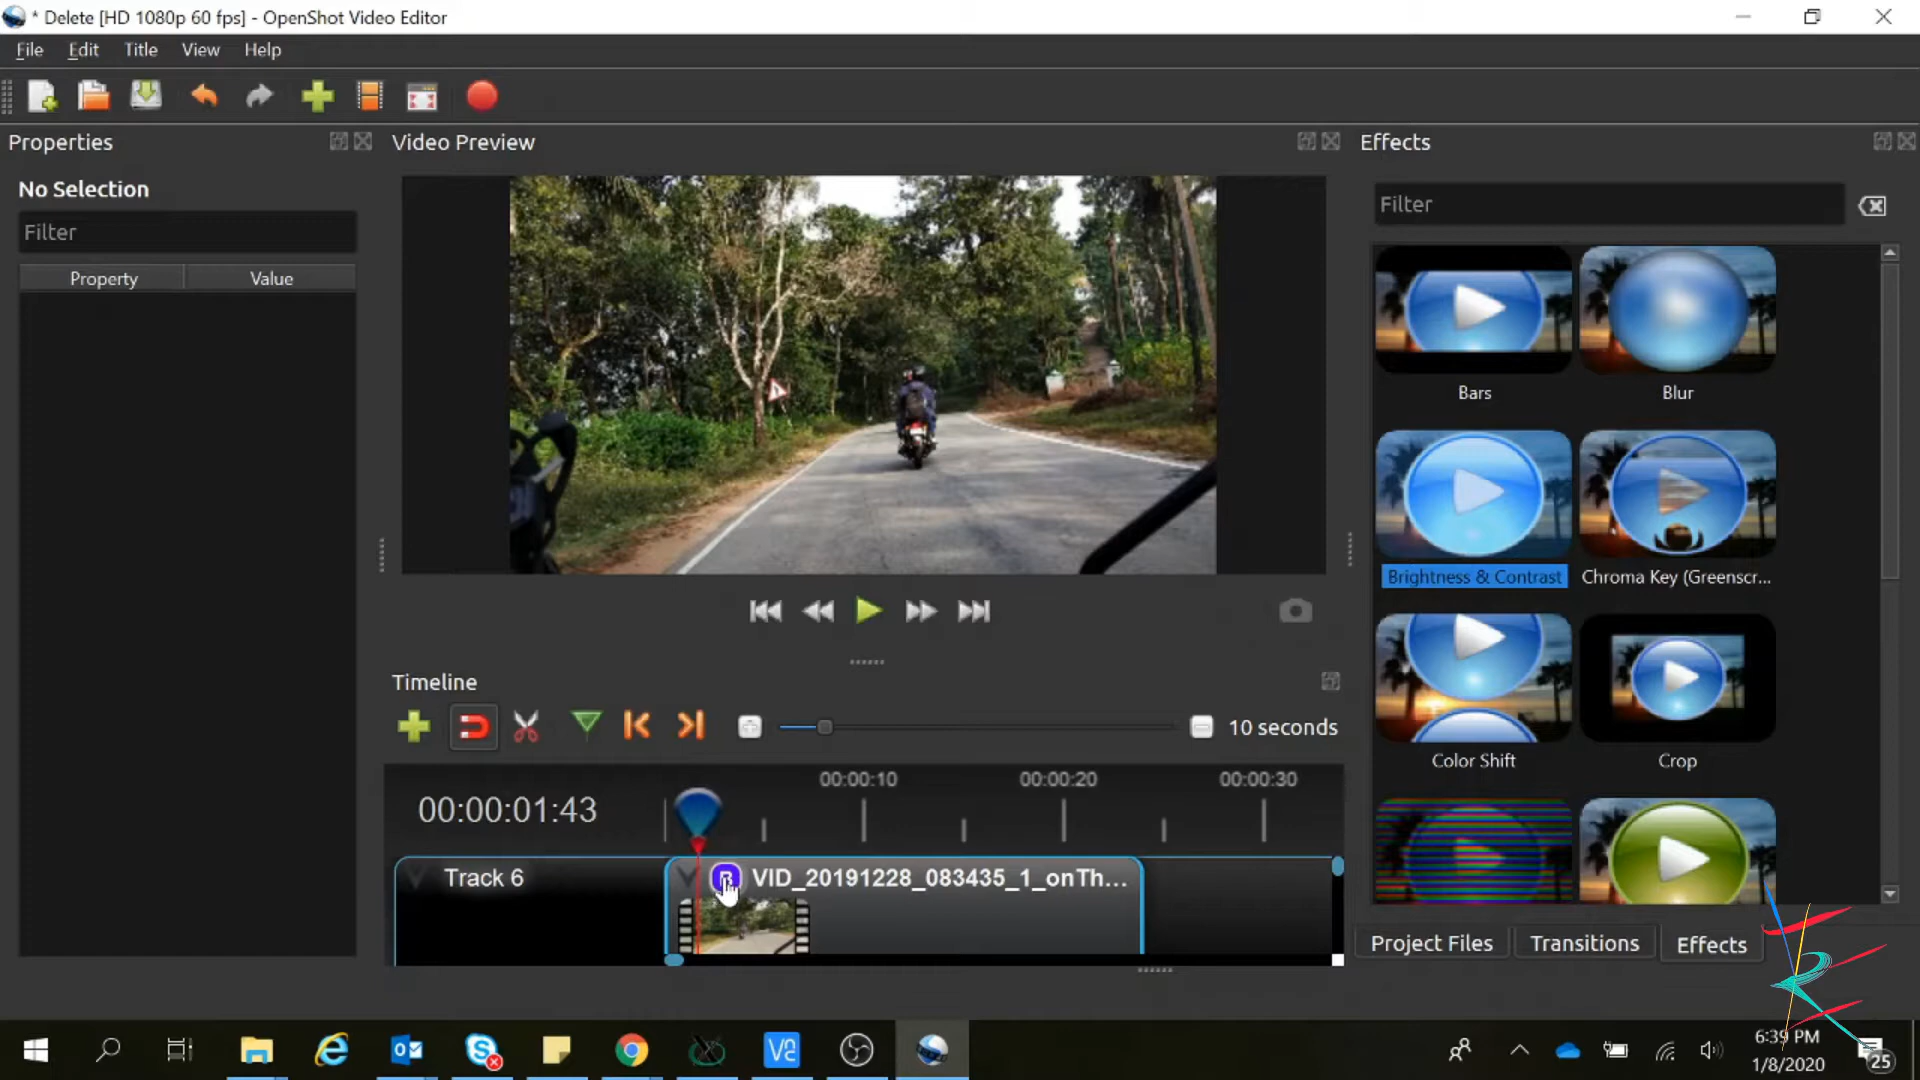 * Delete [HD 1080p 60 fps] - OpenShot Video Editor
File Edit Title View Help
Properties
Video Preview
Effects
No Selection
Filter
Filter
Property Value
Bars
Blur
Brightness & Contrast
Chroma Key (Greenscr...
Color Shift
Crop
Timeline
10 seconds
00:00:10
00:00:20
00:00:30
00:00:01:43
Track 6
VID_20191228_083435_1_onTh...
Project Files
Transitions
Effects
6:39 PM
1/8/2020
25